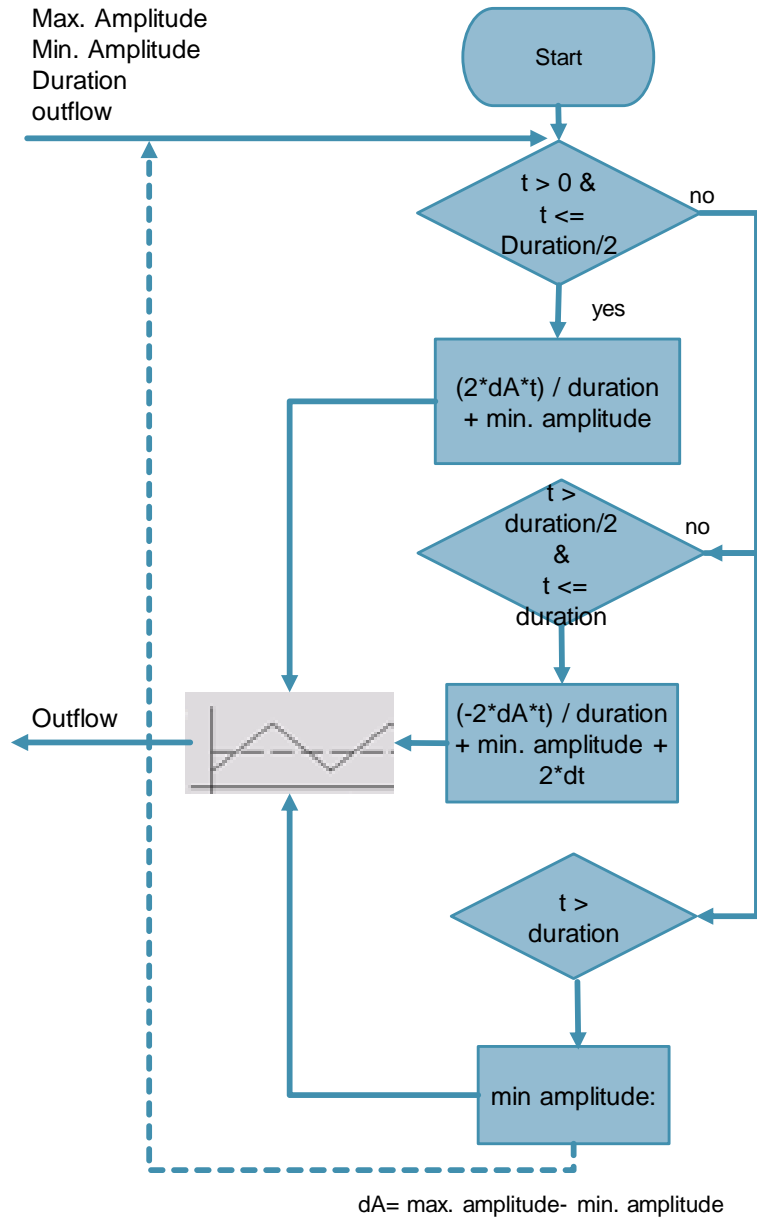 Max. Amplitude
Min. Amplitude
Duration
outflow
Start
t > 0 &
t <=
Duration/2
no
yes
(2*dA*t) / duration
+ min. amplitude
t >
duration/2
&
t <=
duration
no
(-2*dA*t) / duration
+ min. amplitude +
2*dt
Outflow
t >
duration
min amplitude:
dA= max. amplitude- min. amplitude